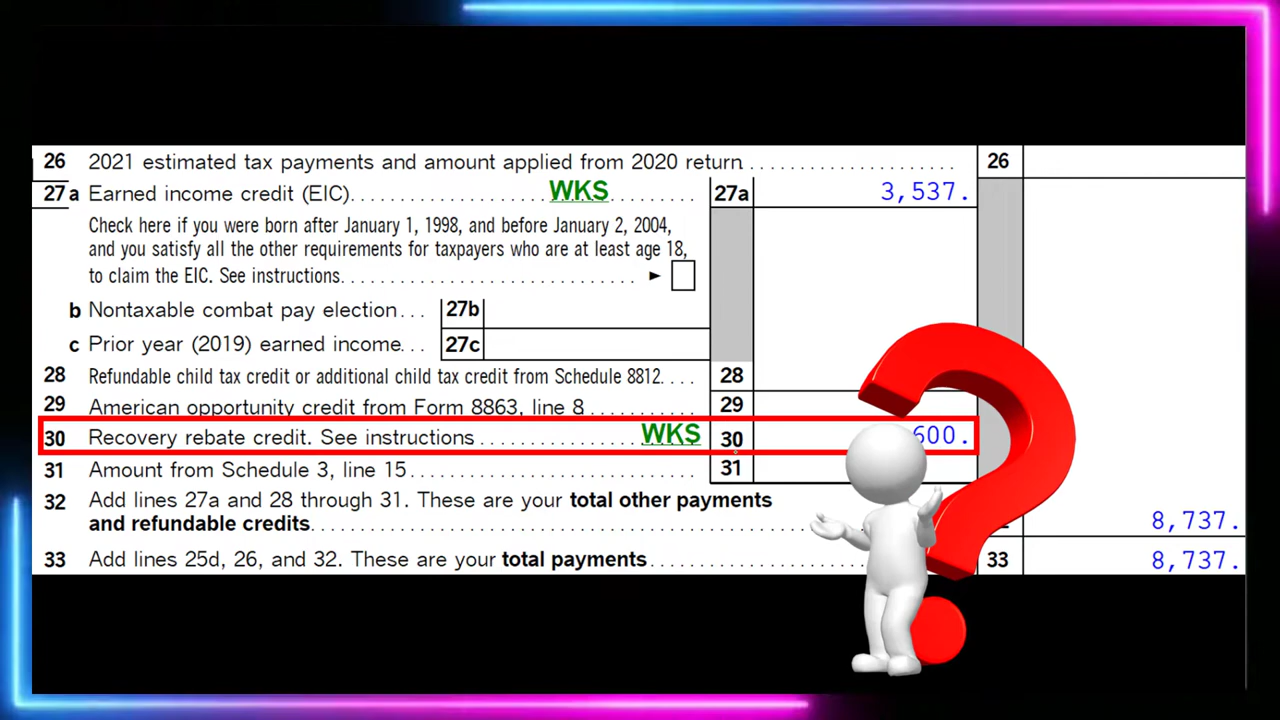 26 2021 estimated tax payments and amount applied from 2020 return 26
27 a Earned income credit (EIC) WKS 27a 3,537.
Check here if you were born after January 1, 1998, and before January 2, 2004,
and you satisfy all the other requirements for taxpayers who are at least age 18,
to claim the EIC. See instructions ►
b Nontaxable combat pay election 27b
c Prior year (2019) earned income 27c
28 Refundable child tax credit or additional child tax credit from Schedule 8812 28
29 American opportunity credit from Form 8863, line 8 29
30 Recovery rebate credit. See instructions WKS 30 600.
31 Amount from Schedule 3, line 15 31
32 Add lines 27a and 28 through 31. These are your total other payments
and refundable credits 8,737.
33 Add lines 25d, 26, and 32. These are your total payments 33 8,737.